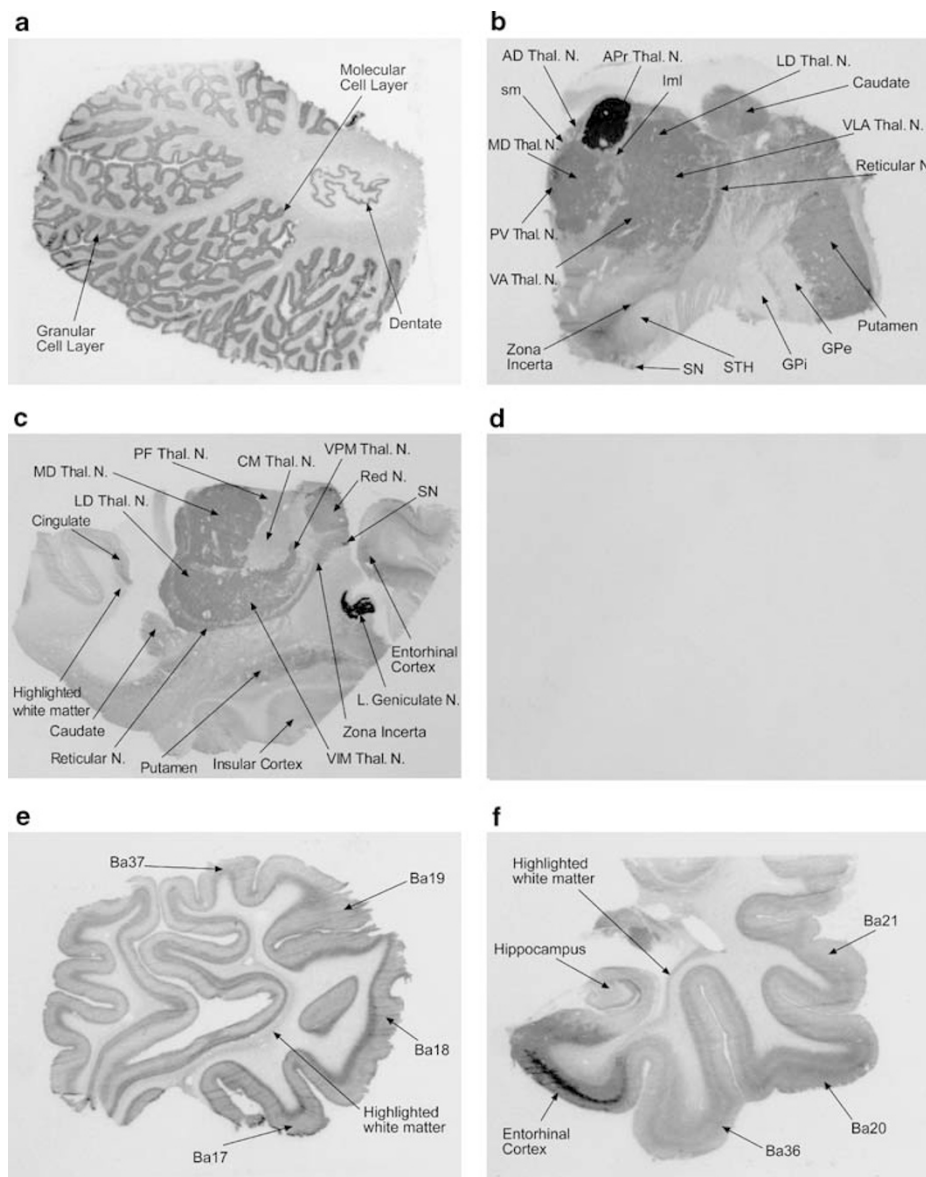 a
Molecular
Cell Layer
Granular
Cell Layer
Dentate
b
AD Thal. N.
APr Thal. N.
LD Thal. N.
sm
Iml
Caudate
MD Thal. N.
VLA Thal. N.
Reticular N
PV Thal. N.
VA Thal. N.
Putamen
Zona
Incerta
GPe
SN
STH
GPi
c
PF Thal. N.
VPM Thal. N.
MD Thal. N.
CM Thal. N.
Red N.
LD Thal. N.
SN
Cingulate
Entorhinal
Cortex
Highlighted
white matter
L. Geniculate N.
Caudate
Zona Incerta
Reticular N.
Putamen
Insular Cortex
VIM Thal. N.
d
e
Ba37
Ba19
Ba18
Highlighted
white matter
Ba17
f
Highlighted
white matter
Ba21
Hippocampus
Entorhinal
Cortex
Ba20
Ba36